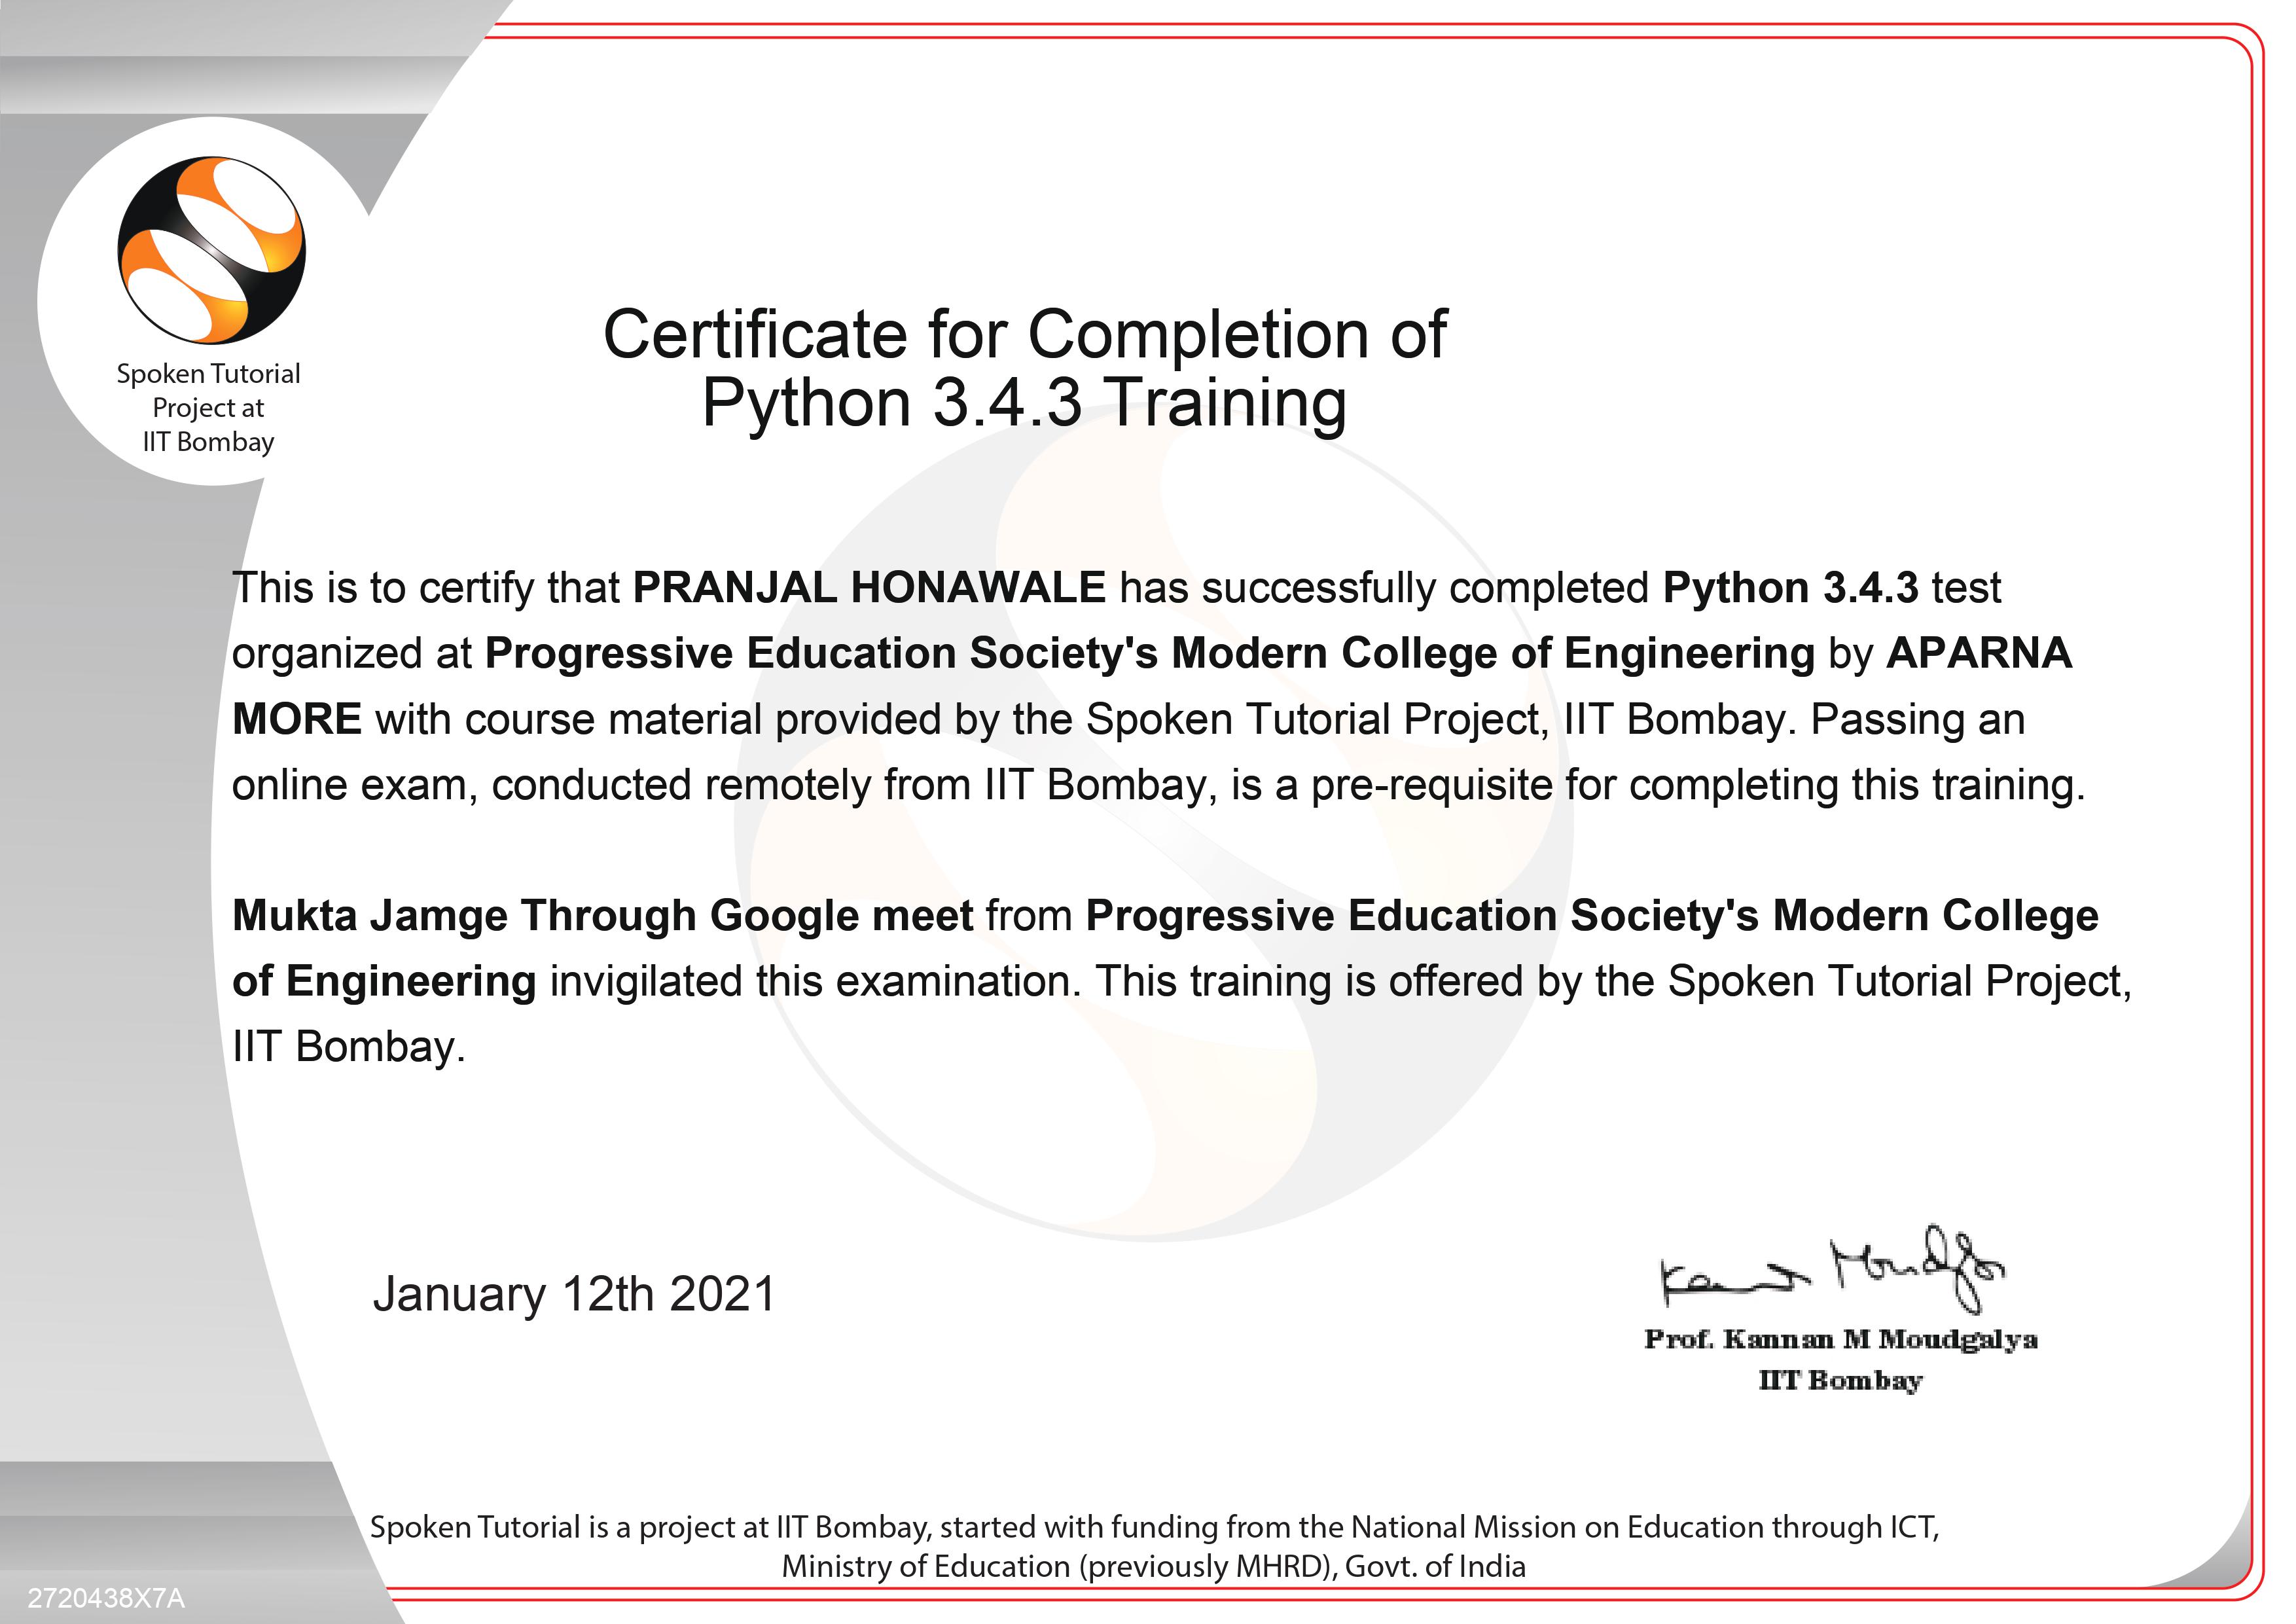 Spoken Tutorial
Project at
IIT Bombay
Certificate for Completion of
Python 3.4.3 Training
This is to certify that PRANJAL HONAWALE has successfully completed Python 3.4.3 test
organized at Progressive Education Society's Modern College of Engineering by APARNA
MORE with course material provided by the Spoken Tutorial Project, IIT Bombay. Passing an
online exam, conducted remotely from IIT Bombay, is a pre-requisite for completing this training.
Mukta Jamge Through Google meet from Progressive Education Society's Modern College
of Engineering invigilated this examination. This training is offered by the Spoken Tutorial Project,
IIT Bombay.
January 12th 2021
Prof. Kannan M Moudgalya
IIT Bombay
Spoken Tutorial is a project at IIT Bombay, started with funding from the National Mission on Education through ICT,
Ministry of Education (previously MHRD), Govt. of India
2720438X7A